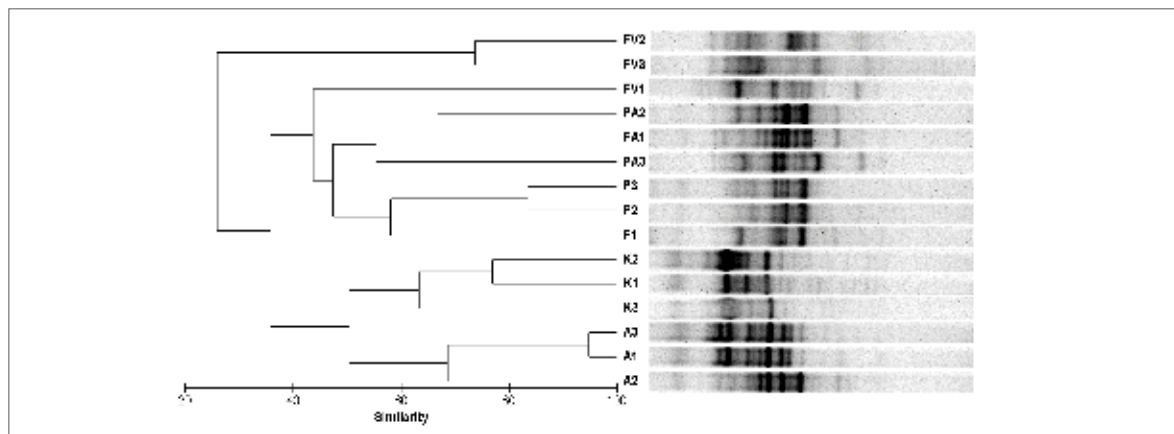 FV2
FV3
FV1
PA2
PA1
PA3
P3
P2
P1
K2
K1
K3
A3
A1
A2
20 40 60 80 100
Similarity